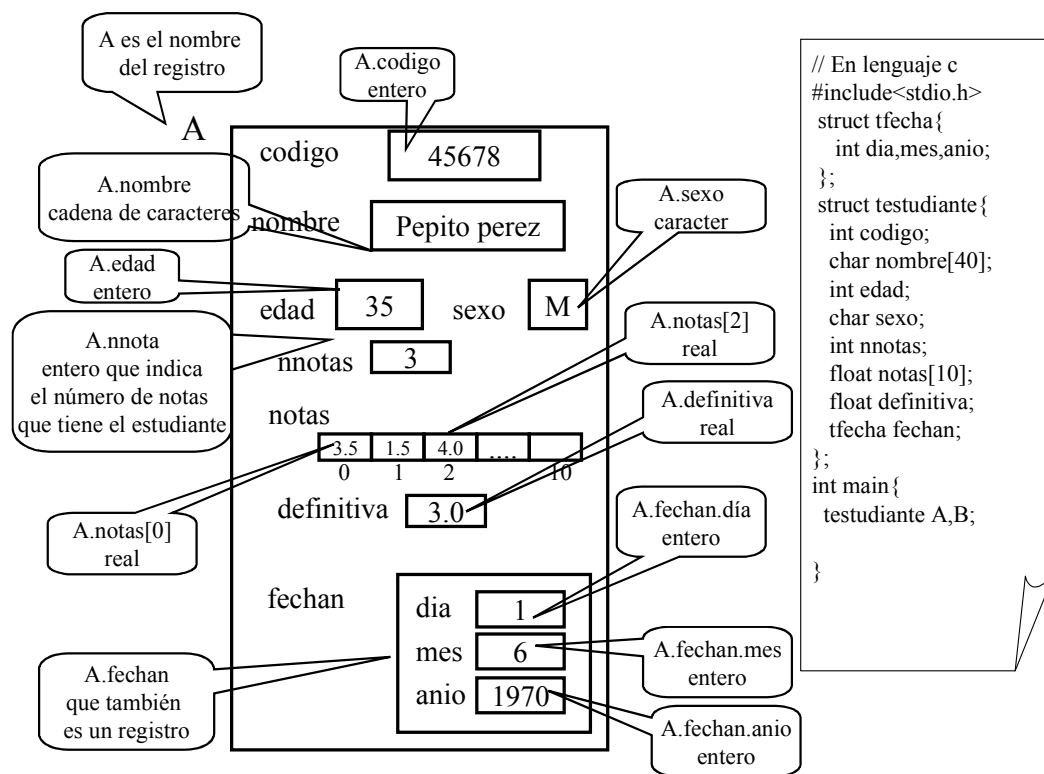 A es el nombre
del registro
A.codigo
entero
A
codigo
45678
A.nombre
cadena de caracteres
nombre
Pepito perez
A.sexo
caracter
A.edad
entero
edad
35
sexo
M
A.nnota
entero que indica
el número de notas
que tiene el estudiante
nnotas
3
A.notas[2]
real
notas
3.5 1.5 4.0 ....
0 1 2 10
A.definitiva
real
definitiva
3.0
A.notas[0]
real
A.fechan.día
entero
fechan
dia
1
mes
6
anio
1970
A.fechan.mes
entero
A.fechan
que también
es un registro
A.fechan.anio
entero
// En lenguaje c
#include<stdio.h>
struct tfecha{
int dia,mes,anio;
};
struct testudiante{
int codigo;
char nombre[40];
int edad;
char sexo;
int nnotas;
float notas[10];
float definitiva;
tfecha fechan;
};
int main{
testudiante A,B;
}